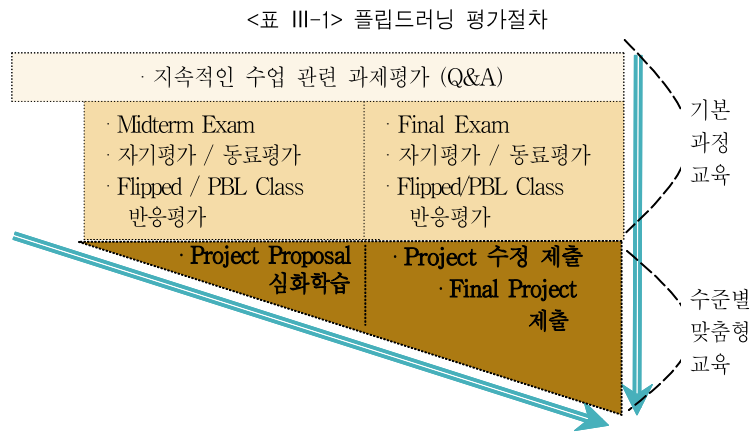 <표 Ⅲ-1> 플립드러닝 평가절차
· 지속적인 수업 관련 과제평가 (Q&A)
· Midterm Exam
· 자기평가 / 동료평가
· Flipped / PBL Class
반응평가
· Final Exam
· 자기평가 / 동료평가
· Flipped/PBL Class
반응평가
· Project Proposal
심화학습
· Project 수정 제출
· Final Project
제출
기본
과정
교육
수준별
맞춤형
교육